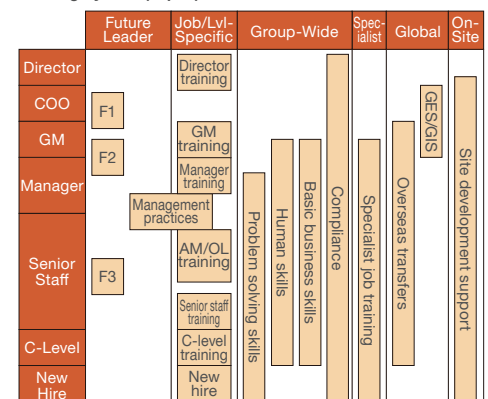 Future
Leader
Job/Lvl-
Specific
Group-Wide
Spec-
ialist
Global
On-
Site
Director
COO
GM
Manager
Senior
Staff
C-Level
New
Hire
F1
F2
F3
Director
training
GM
training
Manager
training
Management
practices
AM/OL
training
Senior staff
training
C-level
training
New
hire
Problem solving skills
Human skills
Basic business skills
Compliance
Specialist job training
Overseas transfers
GES/GIS
Site development support